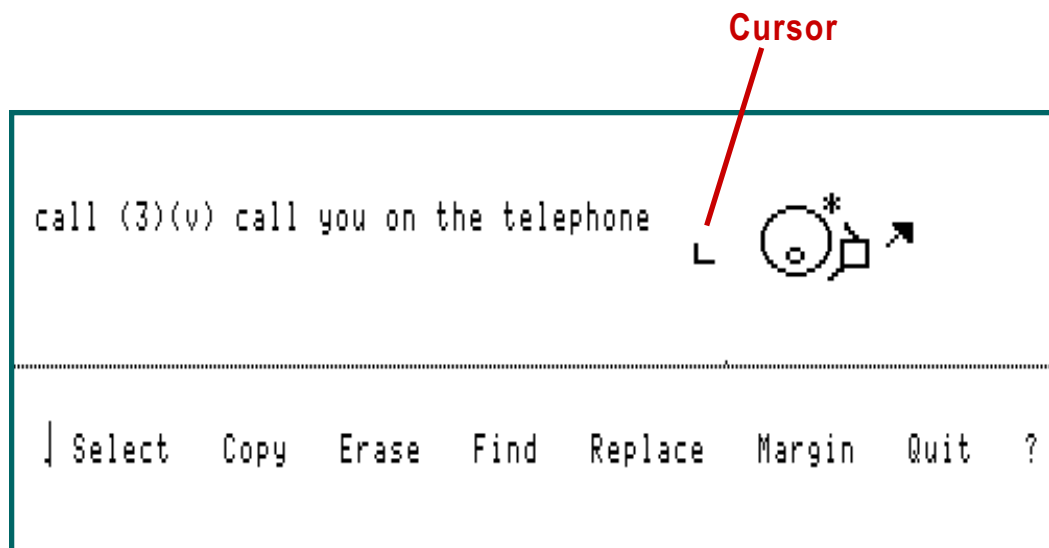 Cursor
call (3)(v) call you on the telephone
Select Copy Erase Find Replace Margin Quit ?